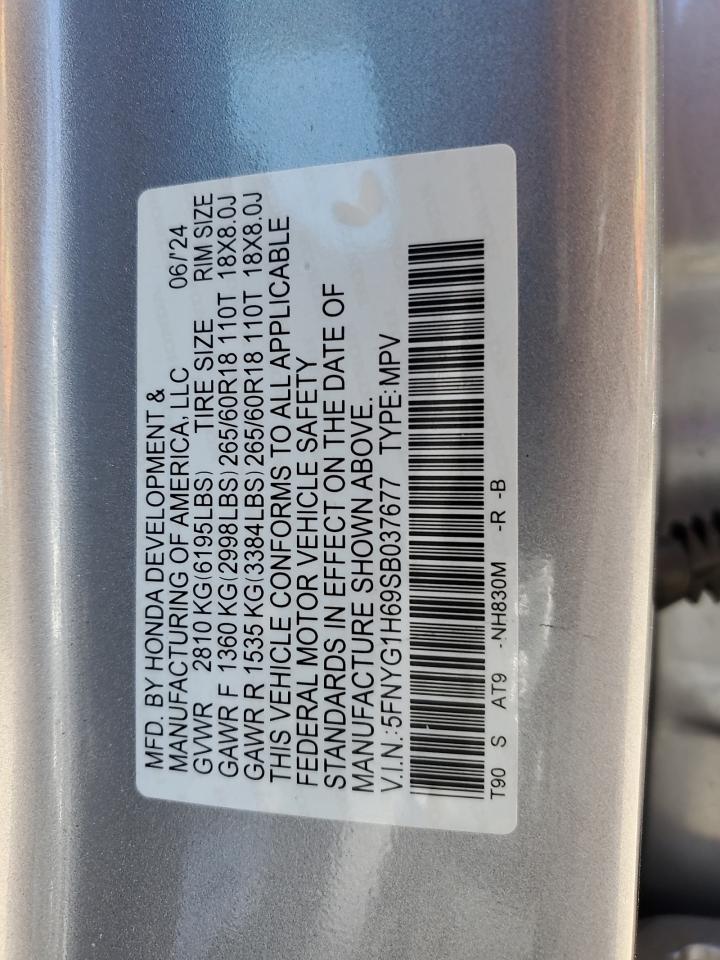 MFD. BY HONDA DEVELOPMENT &
MANUFACTURING OF AMERICA, LLC 06/'24
GVWR 2810 KG(6195LBS) TIRE SIZE RIM SIZE
GAWR F 1360 KG(2998LBS) 265/60R18 110T 18X8.0J
GAWR R 1535 KG(3384LBS) 265/60R18 110T 18X8.0J
THIS VEHICLE CONFORMS TO ALL APPLICABLE
FEDERAL MOTOR VEHICLE SAFETY
STANDARDS IN EFFECT ON THE DATE OF
MANUFACTURE SHOWN ABOVE.
V.I.N.:5FNYG1H69SB037677 TYPE:MPV
T90 S AT9 -NH830M -R -B